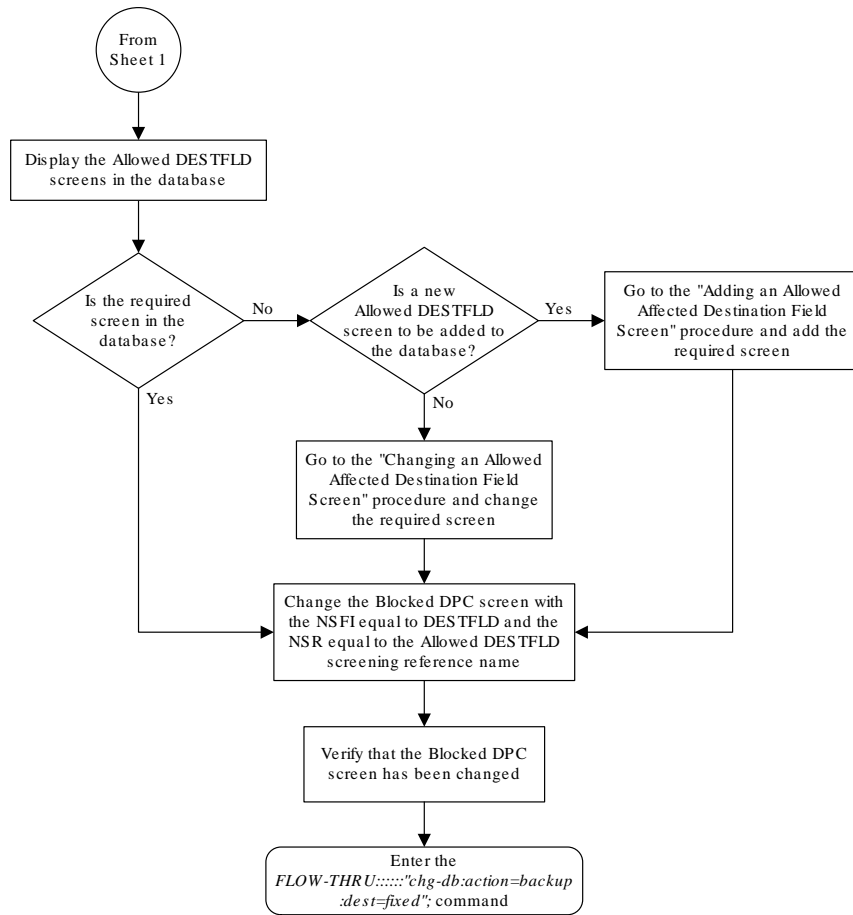 From
Sheet 1
Display the Allowed DESTFLD
screens in the database
Is the required
screen in the
database?
No
Yes
Is a new
Allowed DESTFLD
screen to be added to
the database?
Yes
No
Go to the "Adding an Allowed
Affected Destination Field
Screen" procedure and add the
required screen
Go to the "Changing an Allowed
Affected Destination Field
Screen" procedure and change
the required screen
Change the Blocked DPC screen with
the NSFI equal to DESTFLD and the
NSR equal to the Allowed DESTFLD
screening reference name
Verify that the Blocked DPC
screen has been changed
Enter the
FLOW-THRU::::::"chg-db:action=backup
:dest=fixed"; command